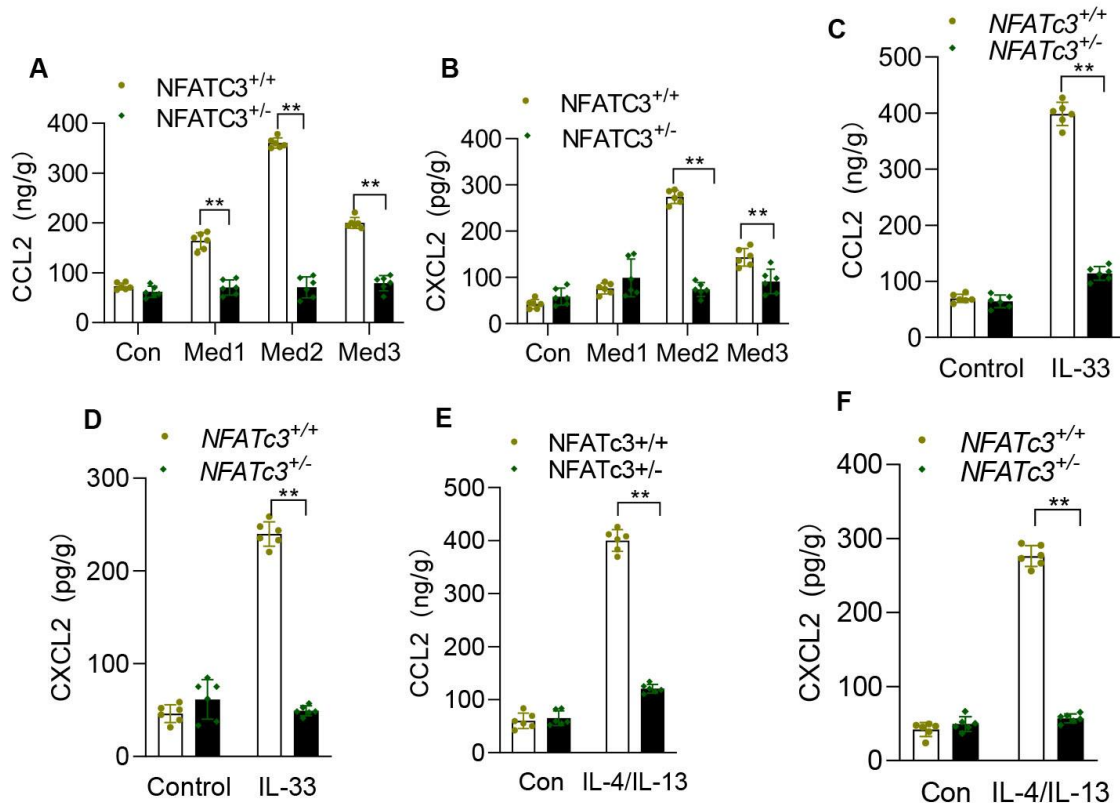 A
NFATC3+/+
NFATC3+/-
**
**
**
CCL2 (ng/g)
400
300
200
100
0
Con Med1 Med2 Med3
B
NFATC3+/+
NFATC3+/-
**
**
CXCL2 (pg/g)
400
300
200
100
0
Con Med1 Med2 Med3
C
NFATc3+/+
NFATc3+/-
**
CCL2 (ng/g)
500
400
300
200
100
0
Control IL-33
D
NFATc3+/+
NFATc3+/-
**
CXCL2 (pg/g)
300
200
100
0
Control IL-33
E
NFATc3+/+
NFATc3+/-
**
CCL2 (ng/g)
500
400
300
200
100
0
Con IL-4/IL-13
F
NFATc3+/+
NFATc3+/-
**
CXCL2 (pg/g)
400
300
200
100
0
Con IL-4/IL-13